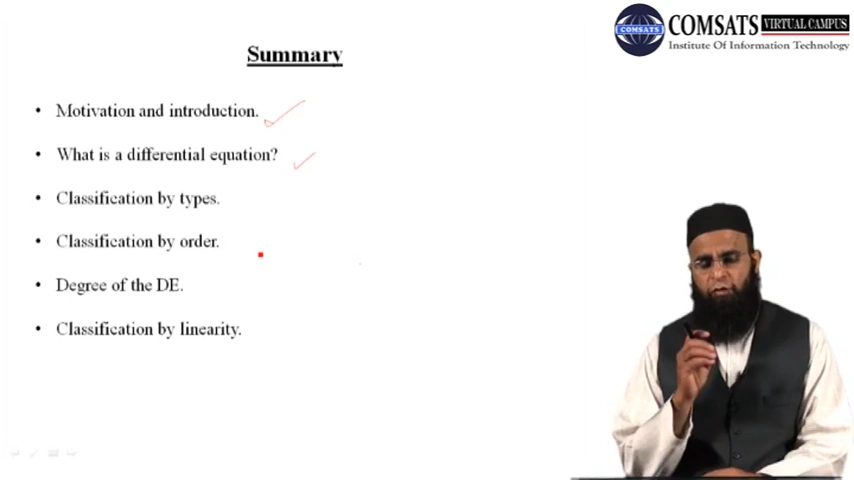 COMSATS VIRTUAL CAMPUS
COMSATS
Institute Of Information Technology
Summary
• Motivation and introduction.
• What is a differential equation?
• Classification by types.
• Classification by order.
• Degree of the DE.
• Classification by linearity.